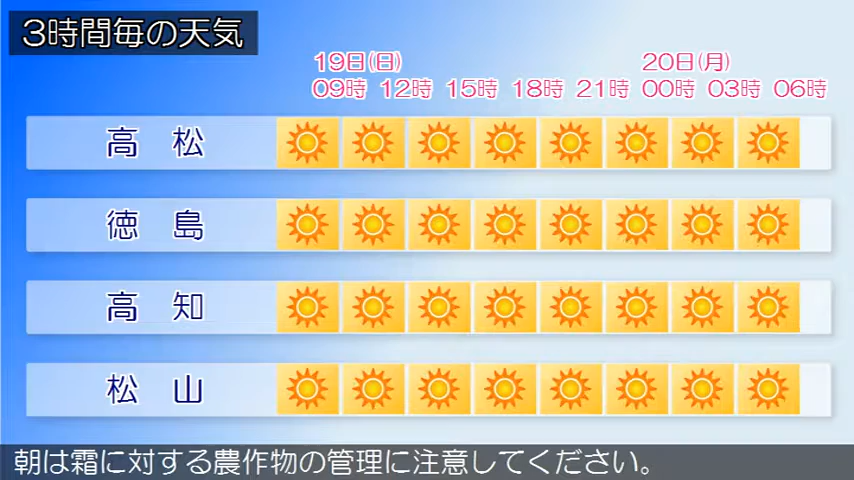 3時間毎の天気
19日(日) 20日(月)
09時 12時 15時 18時 21時 00時 03時 06時
高松
徳島
高知
松山
朝は霜に対する農作物の管理に注意してください。